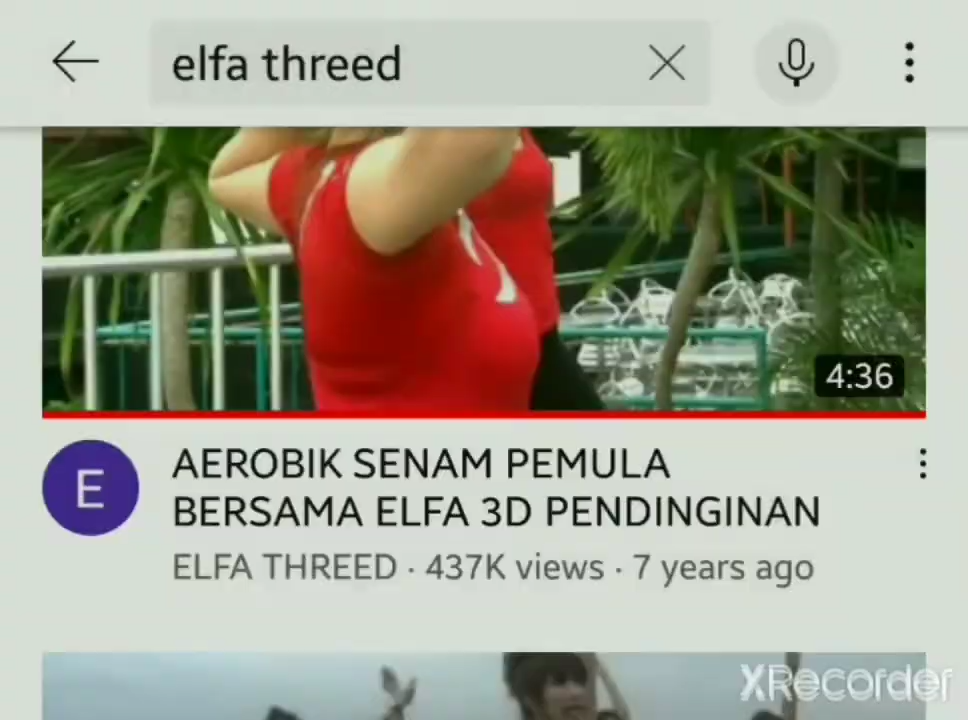 elfa threed
4:36
E
AEROBIK SENAM PEMULA
BERSAMA ELFA 3D PENDINGINAN
ELFA THREED · 437K views · 7 years ago
XRecorder